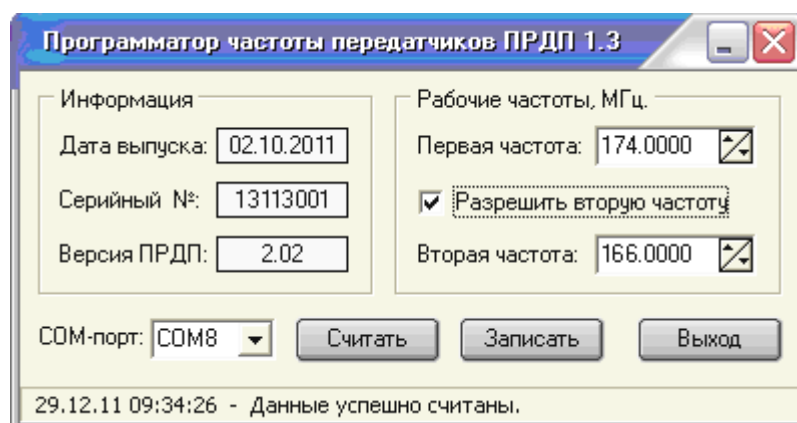 Программатор частоты передатчиков ПРДП 1.3
Информация
Дата выпуска: 02.10.2011
Серийный №: 13113001
Версия ПРДП: 2.02
Рабочие частоты, МГц.
Первая частота: 174.0000
Разрешить вторую частоту
Вторая частота: 166.0000
COM-порт: COM8 Считать Записать Выход
29.12.11 09:34:26 - Данные успешно считаны.